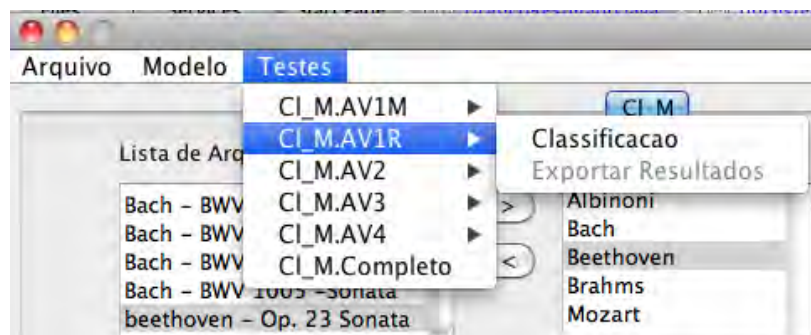 Arquivo Modelo Testes
CI_M.AV1M
CI_M.AV1R
CI_M.AV2
CI_M.AV3
CI_M.AV4
CI_M.Completo
Classificacao
Exportar Resultados
CI M
Lista de Arq
Bach – BWV
Bach – BWV
Bach – BWV
Bach – BWV 1005 –Sonata
beethoven – Op. 23 Sonata
>
<
Albinoni
Bach
Beethoven
Brahms
Mozart